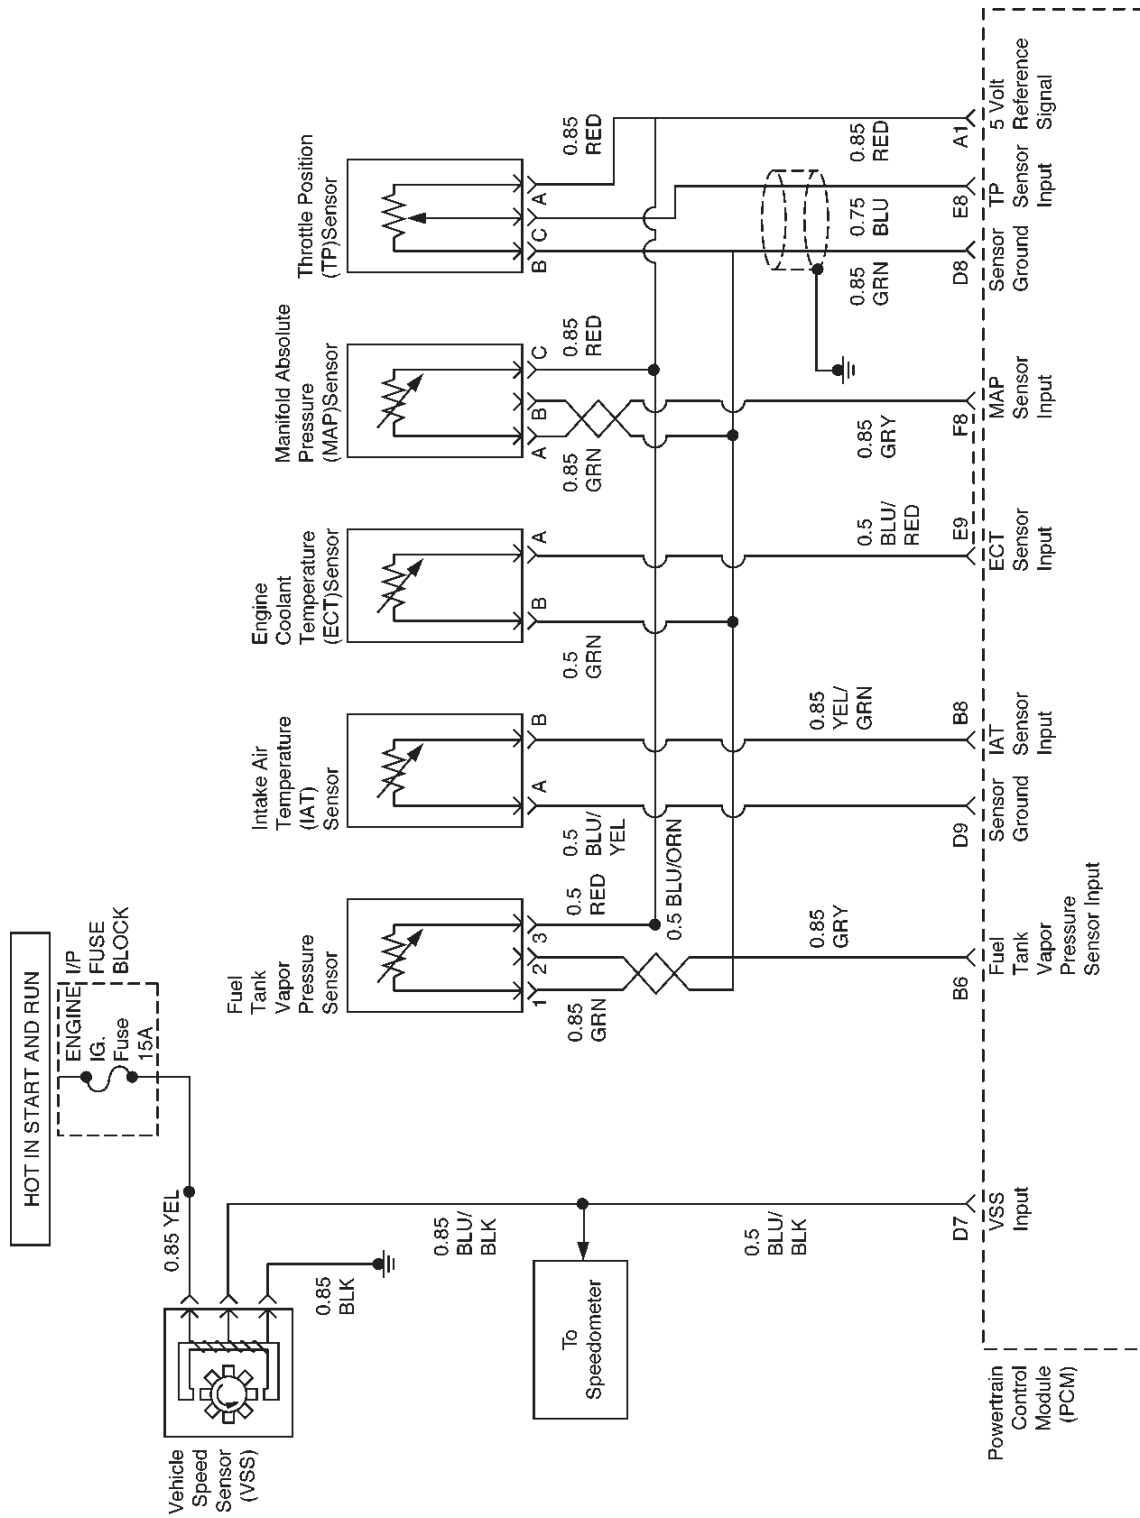 HOT IN START AND RUN
ENGINE
IG.
Fuse
15A
I/P
FUSE
BLOCK
Vehicle
Speed
Sensor
(VSS)
0.85 YEL
0.85
BLK
0.85
BLU/
BLK
0.5
BLU/
BLK
To
Speedometer
Fuel
Tank
Vapor
Pressure
Sensor
1
2
3
0.85
GRN
0.5
RED
0.5 BLU/ORN
0.85
GRY
Intake Air
Temperature
(IAT)
Sensor
A
B
0.5
BLU/
YEL
0.85
YEL/
GRN
Engine
Coolant
Temperature
(ECT)Sensor
B
A
0.5
GRN
0.5
BLU/
RED
Manifold Absolute
Pressure
(MAP)Sensor
A
B
C
0.85
GRN
0.85
RED
0.85
GRY
Throttle Position
(TP)Sensor
B
C
A
0.85
RED
0.85
GRN
0.75
BLU
0.85
RED
D7
VSS
Input
B6
Fuel
Tank
Vapor
Pressure
Sensor Input
D9
Sensor
Ground
B8
IAT
Sensor
Input
E9
ECT
Sensor
Input
F8
MAP
Sensor
Input
D8
Sensor
Ground
E8
TP
Sensor
Input
A1
5 Volt
Reference
Signal
Powertrain
Control
Module
(PCM)